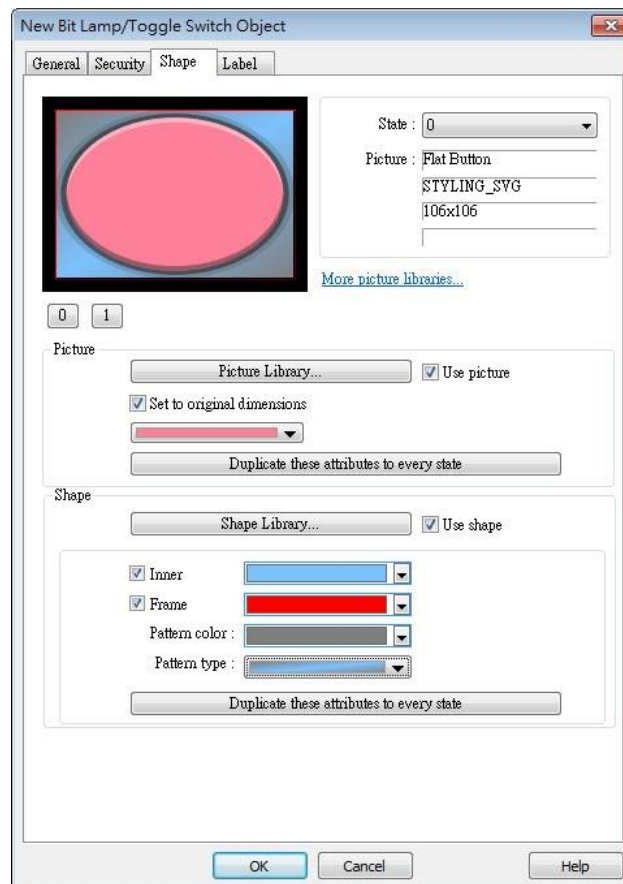 New Bit Lamp/Toggle Switch Object
General Security Shape Label
State : 0
Picture : Flat Button
STYLING_SVG
106x106
More picture libraries...
0 1
Picture
Picture Library... Use picture
Set to original dimensions
Duplicate these attributes to every state
Shape
Shape Library... Use shape
Inner
Frame
Pattern color :
Pattern type :
Duplicate these attributes to every state
OK Cancel Help